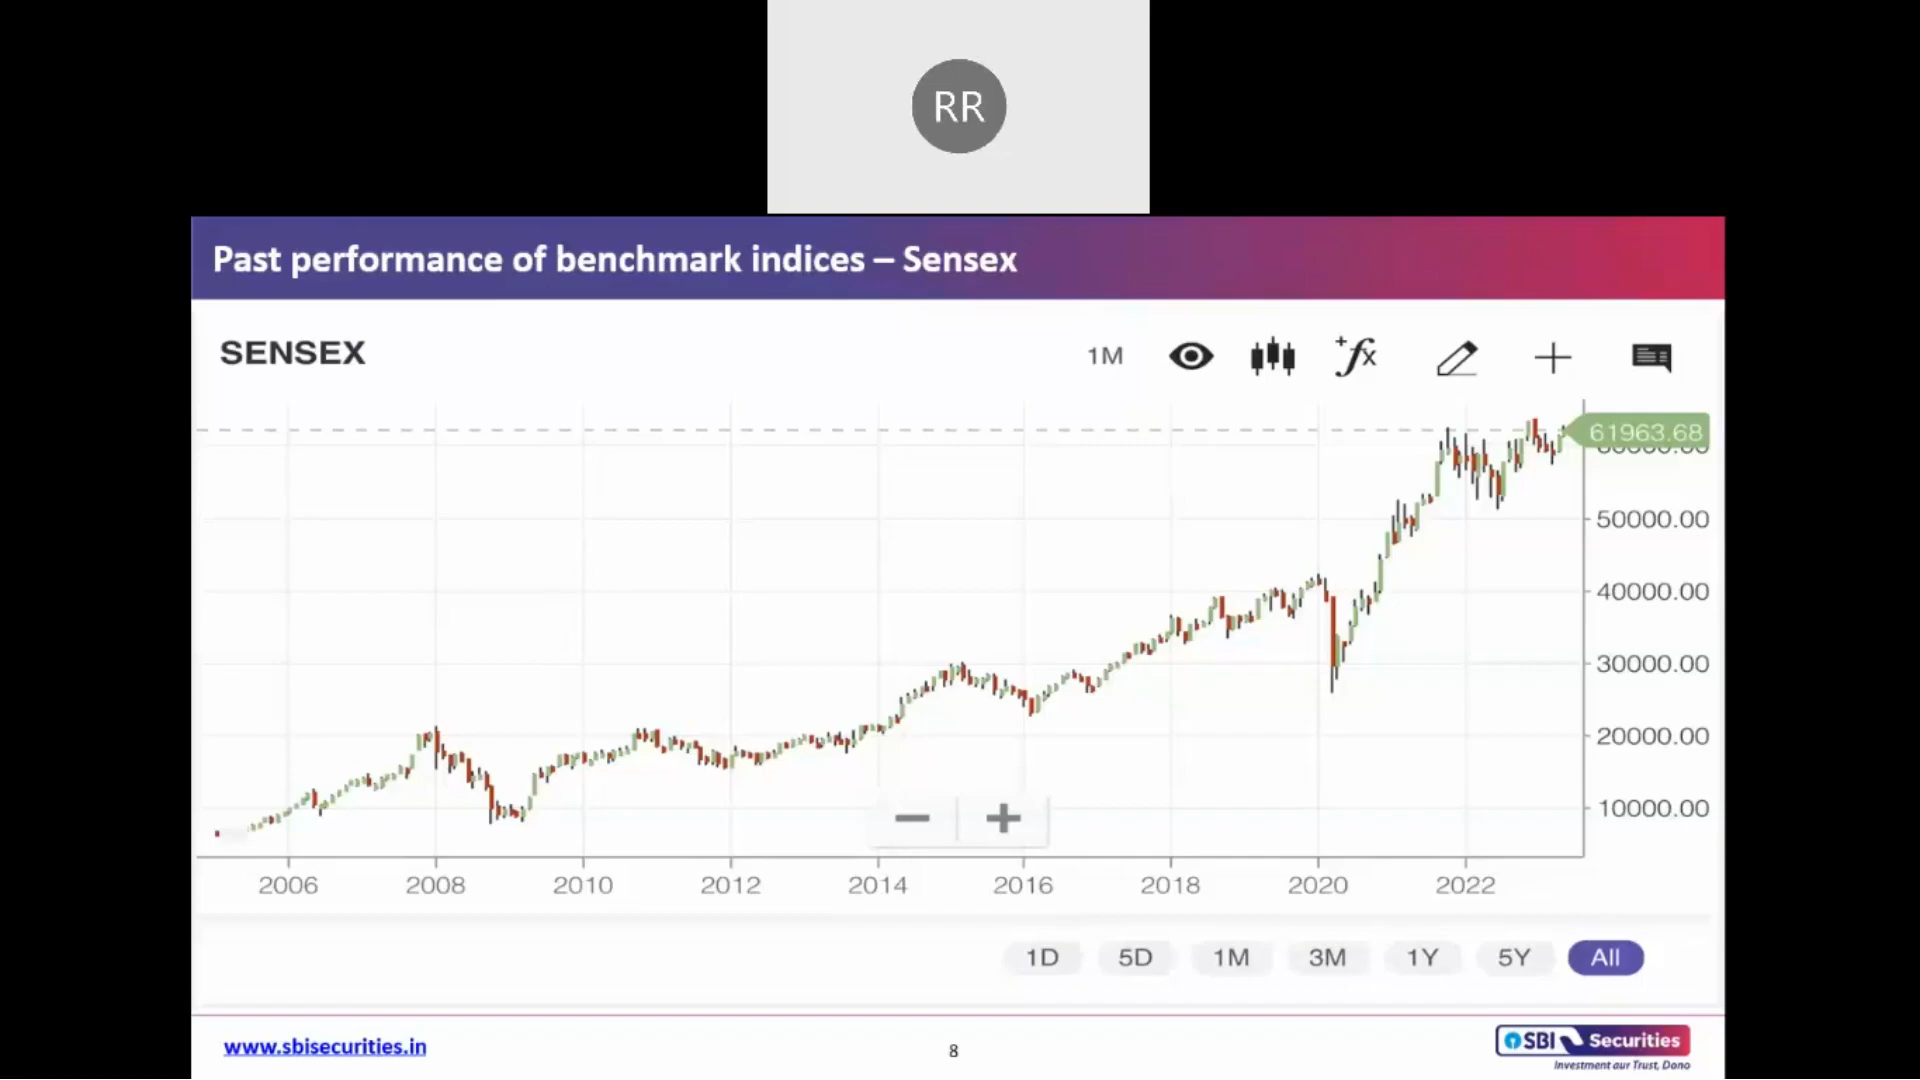 RR
Past performance of benchmark indices – Sensex
SENSEX
1M
+fx
61963.68
50000.00
40000.00
30000.00
20000.00
10000.00
2006 2008 2010 2012 2014 2016 2018 2020 2022
1D 5D 1M 3M 1Y 5Y All
www.sbisecurities.in
8
SBI Securities
Investment aur Trust, Dono